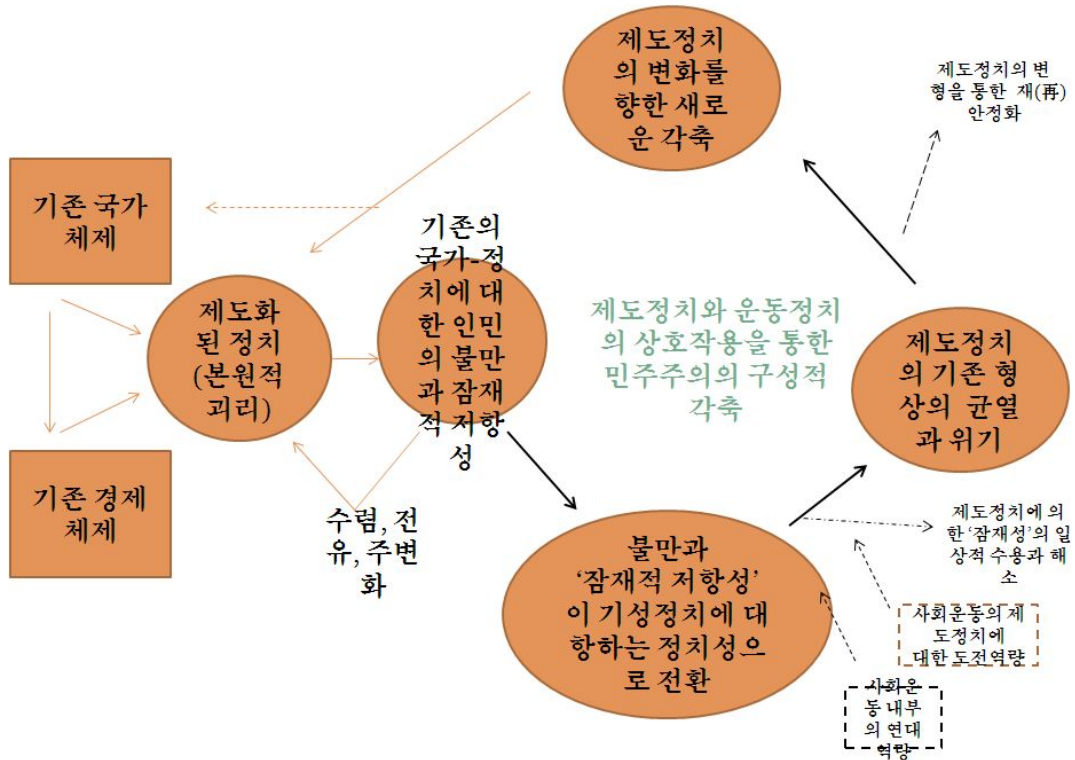 제도정치
의 변화를
향한 새로
운 각축
제도정치의 변
형을 통한 재(再)
안정화
기존 국가
체제
기존의
국가-정
치에 대
한 인민
의 불만
과 잠재
적 저항
성
제도화
된 정치
(본원적
괴리)
제도정치와 운동정치
의 상호작용을 통한
민주주의의 구성적
각축
제도정치
의 기존 형
상의 균열
과 위기
기존 경제
체제
수렴, 전
유, 주변
화
불만과
‘잠재적 저항성’
이 기성정치에 대
항하는 정치성으
로 전환
제도정치에 의
한 ‘잠재성’의 일
상적 수용과 해
소
사회운동의 제
도정치에
대한 도전역량
사회운
동 내부
의 연대
역량